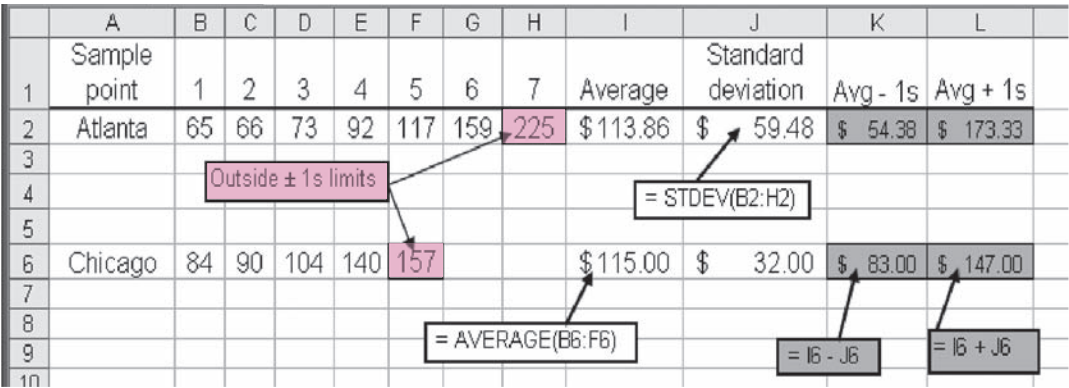 A B C D E F G H I J K L
Sample Standard
1 point 1 2 3 4 5 6 7 Average deviation Avg - 1s Avg + 1s
2 Atlanta 65 66 73 92 117 159 225 $113.86 $ 59.48 $ 54.38 $ 173.33
3
Outside ± 1s limits
4 = STDEV(B2:H2)
5
6 Chicago 84 90 104 140 157 $115.00 $ 32.00 $ 83.00 $ 147.00
7
8
= AVERAGE(B6:F6)
9 = I6 - J6 = I6 + J6
10